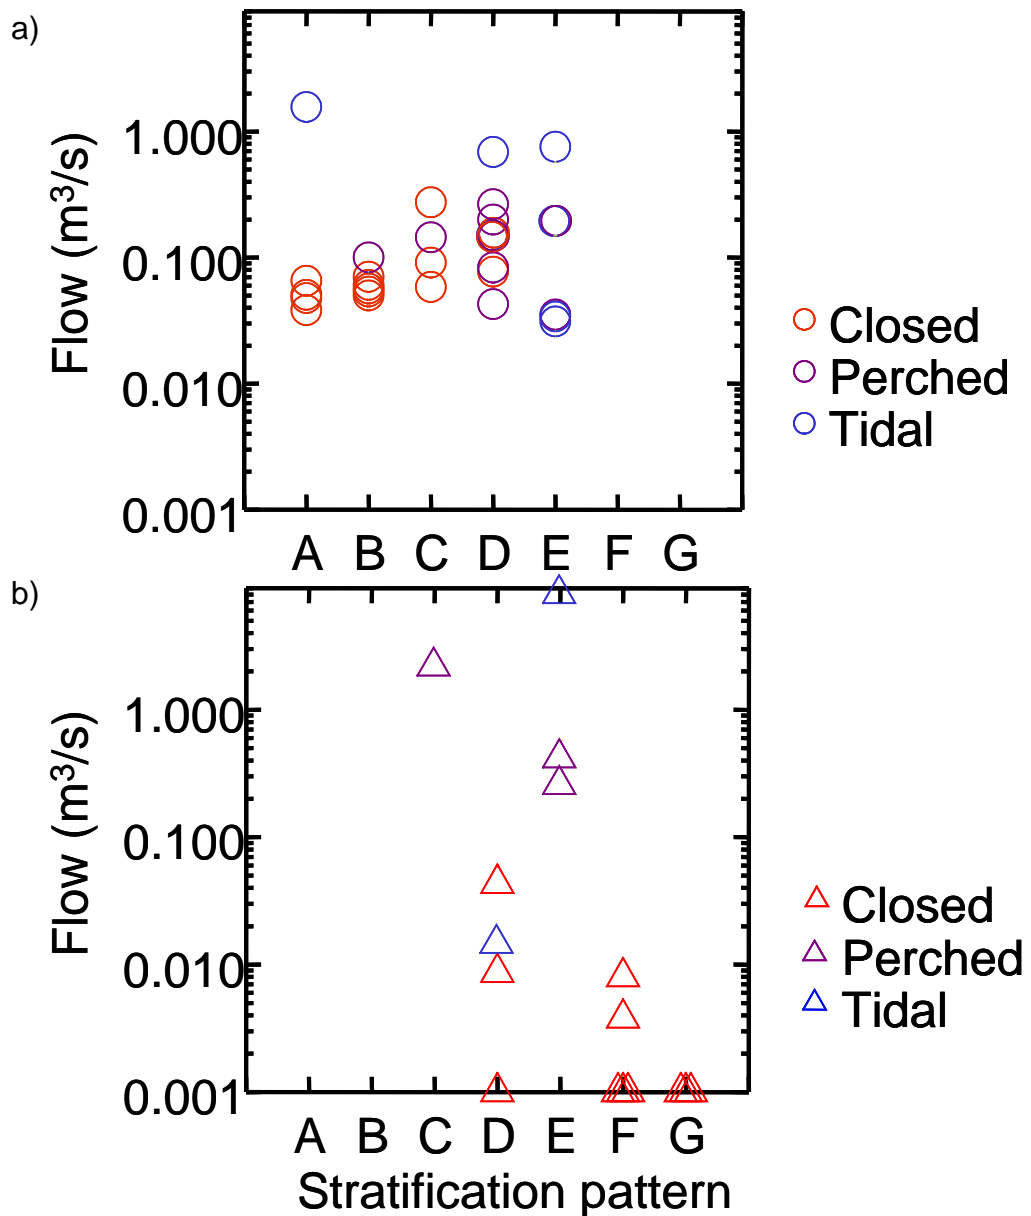 a)
Flow (m³/s)
1.000
0.100
0.010
0.001
A B C D E F G
Closed
Perched
Tidal
b)
Flow (m³/s)
1.000
0.100
0.010
0.001
A B C D E F G
Stratification pattern
Closed
Perched
Tidal